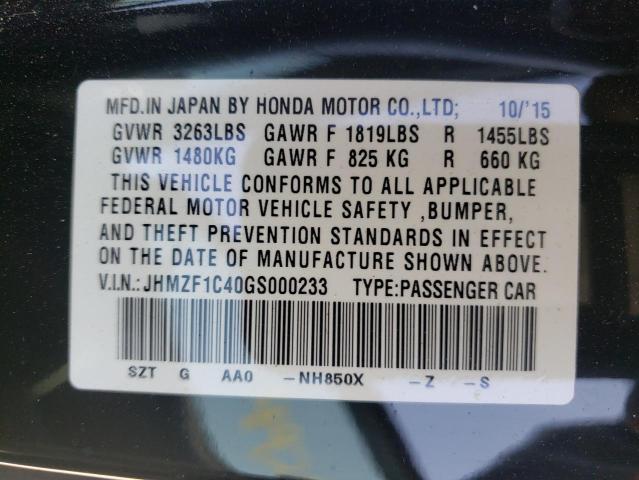 MFD.IN JAPAN BY HONDA MOTOR CO.,LTD; 10/'15
GVWR 3263LBS GAWR F 1819LBS R 1455LBS
GVWR 1480KG GAWR F 825 KG R 660 KG
THIS VEHICLE CONFORMS TO ALL APPLICABLE
FEDERAL MOTOR VEHICLE SAFETY ,BUMPER,
AND THEFT PREVENTION STANDARDS IN EFFECT
ON THE DATE OF MANUFACTURE SHOWN ABOVE.
V.I.N.:JHMZF1C40GS000233 TYPE:PASSENGER CAR
SZT G AA0 -NH850X -Z -S